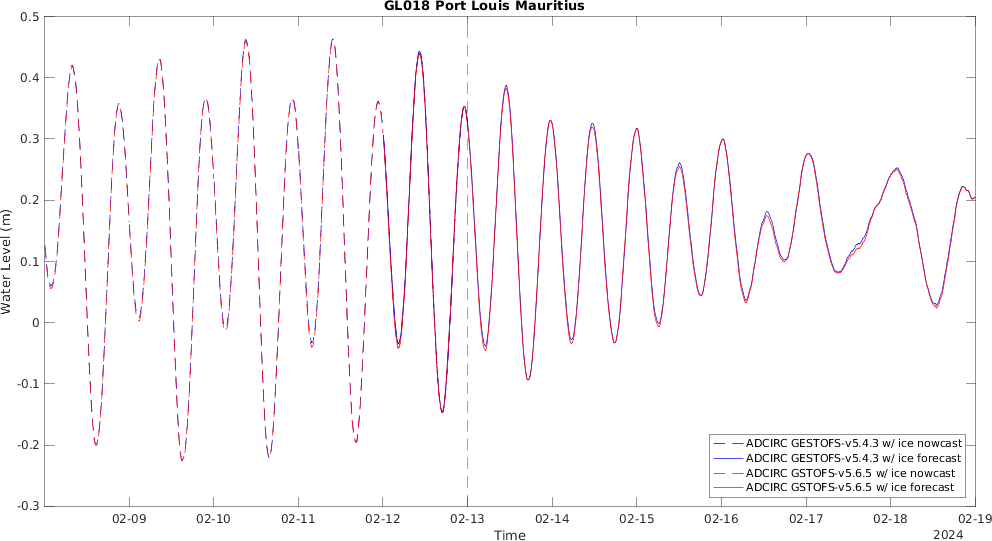 GL018 Port Louis Mauritius
0.5
0.4
0.3
0.2
0.1
0
-0.1
-0.2
-0.3
Water Level (m)
02-09 02-10 02-11 02-12 02-13 02-14 02-15 02-16 02-17 02-18 02-19
Time
2024
ADCIRC GESTOFS-v5.4.3 w/ ice nowcast
ADCIRC GESTOFS-v5.4.3 w/ ice forecast
ADCIRC GSTOFS-v5.6.5 w/ ice nowcast
ADCIRC GSTOFS-v5.6.5 w/ ice forecast